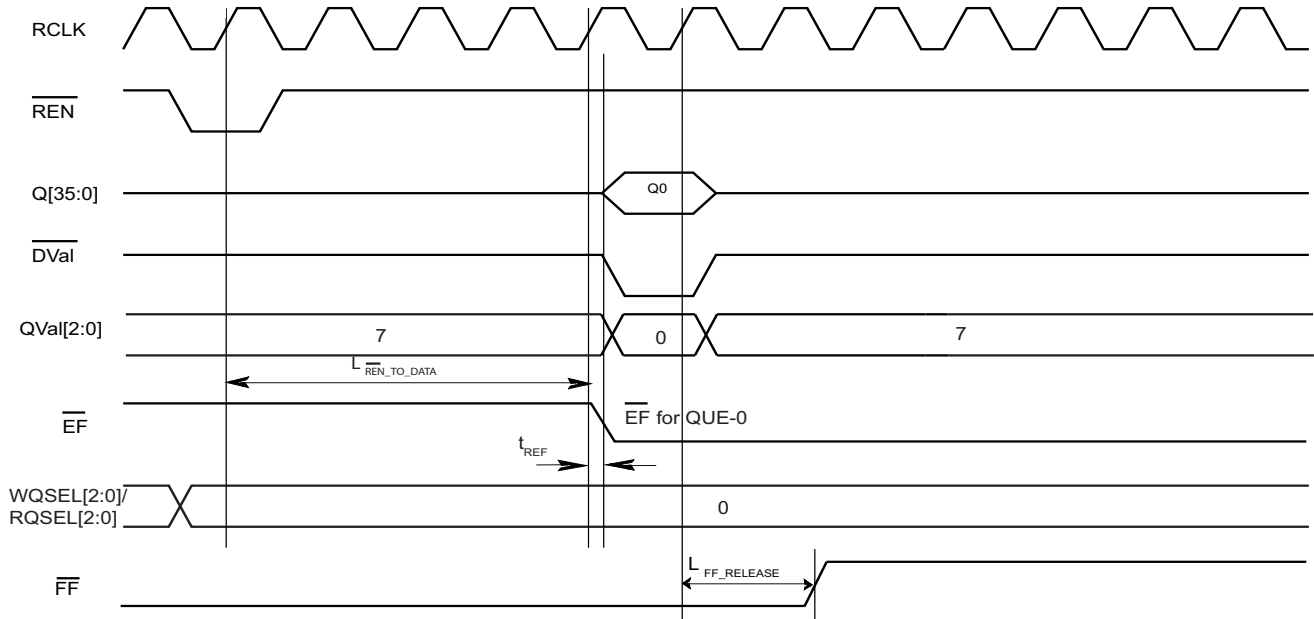 RCLK
REN
Q[35:0]
Q0
DVal
QVal[2:0]
7
0
7
L REN_TO_DATA
EF
EF for QUE-0
tREF
WQSEL[2:0]/
RQSEL[2:0]
0
L FF_RELEASE
FF